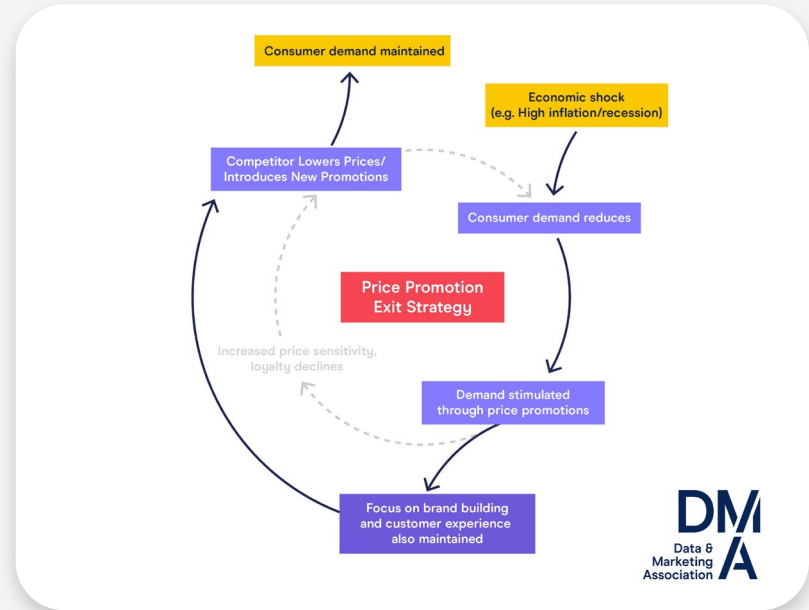 Consumer demand maintained
Economic shock
(e.g. High inflation/recession)
Competitor Lowers Prices/
Introduces New Promotions
Consumer demand reduces
Price Promotion
Exit Strategy
Increased price sensitivity,
loyalty declines
Demand stimulated
through price promotions
Focus on brand building
and customer experience
also maintained
DMA
Data &
Marketing
Association